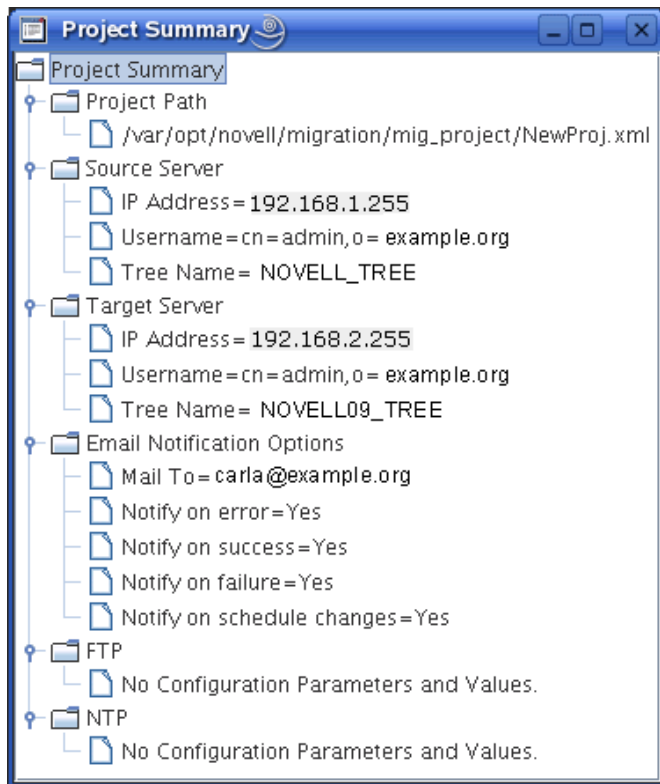 Project Summary
Project Summary
Project Path
/var/opt/novell/migration/mig_project/NewProj.xml
Source Server
IP Address=192.168.1.255
Username=cn=admin,o= example.org
Tree Name= NOVELL_TREE
Target Server
IP Address=192.168.2.255
Username=cn=admin,o= example.org
Tree Name= NOVELL09_TREE
Email Notification Options
Mail To=carla@example.org
Notify on error=Yes
Notify on success=Yes
Notify on failure=Yes
Notify on schedule changes=Yes
FTP
No Configuration Parameters and Values.
NTP
No Configuration Parameters and Values.